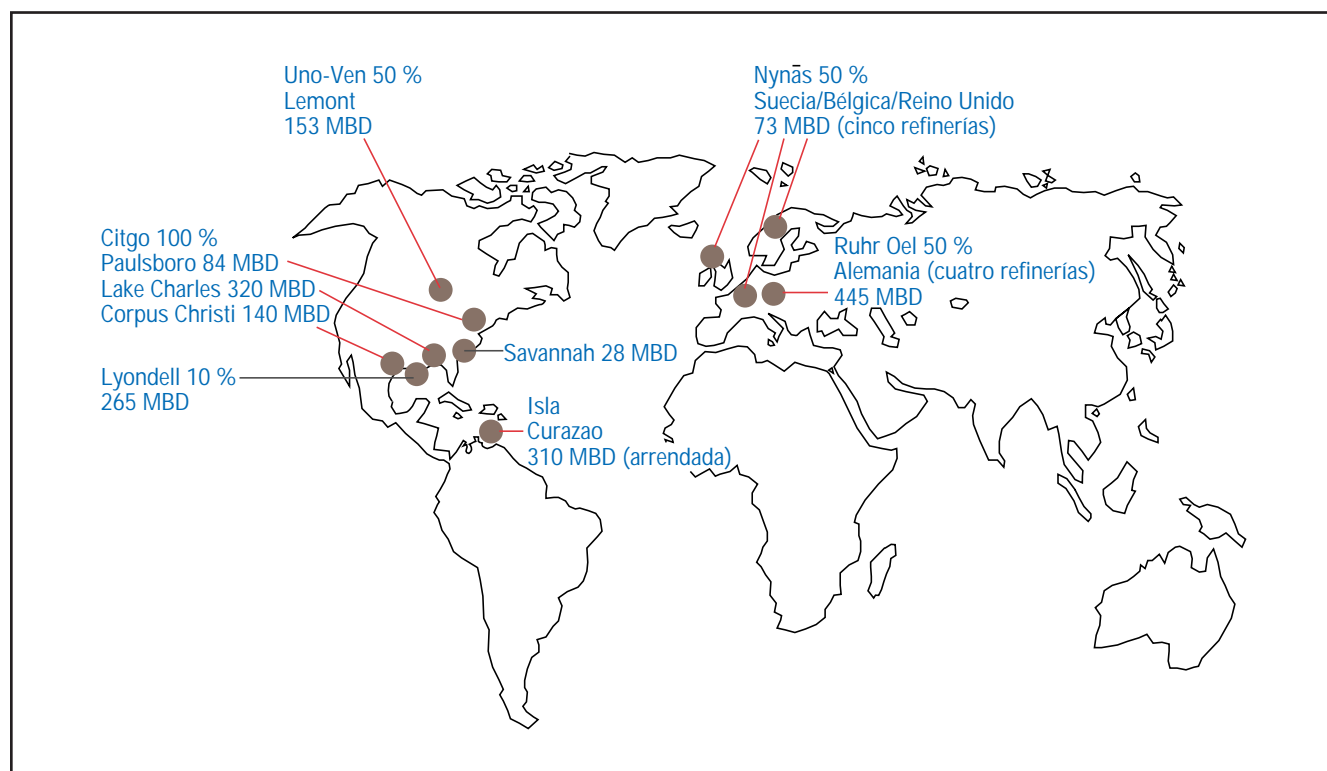 Uno-Ven 50 %
Lemont
153 MBD
Nynās 50 %
Suecia/Bélgica/Reino Unido
73 MBD (cinco refinerías)
Citgo 100 %
Paulsboro 84 MBD
Lake Charles 320 MBD
Corpus Christi 140 MBD
Ruhr Oel 50 %
Alemania (cuatro refinerías)
445 MBD
Savannah 28 MBD
Lyondell 10 %
265 MBD
Isla
Curazao
310 MBD (arrendada)